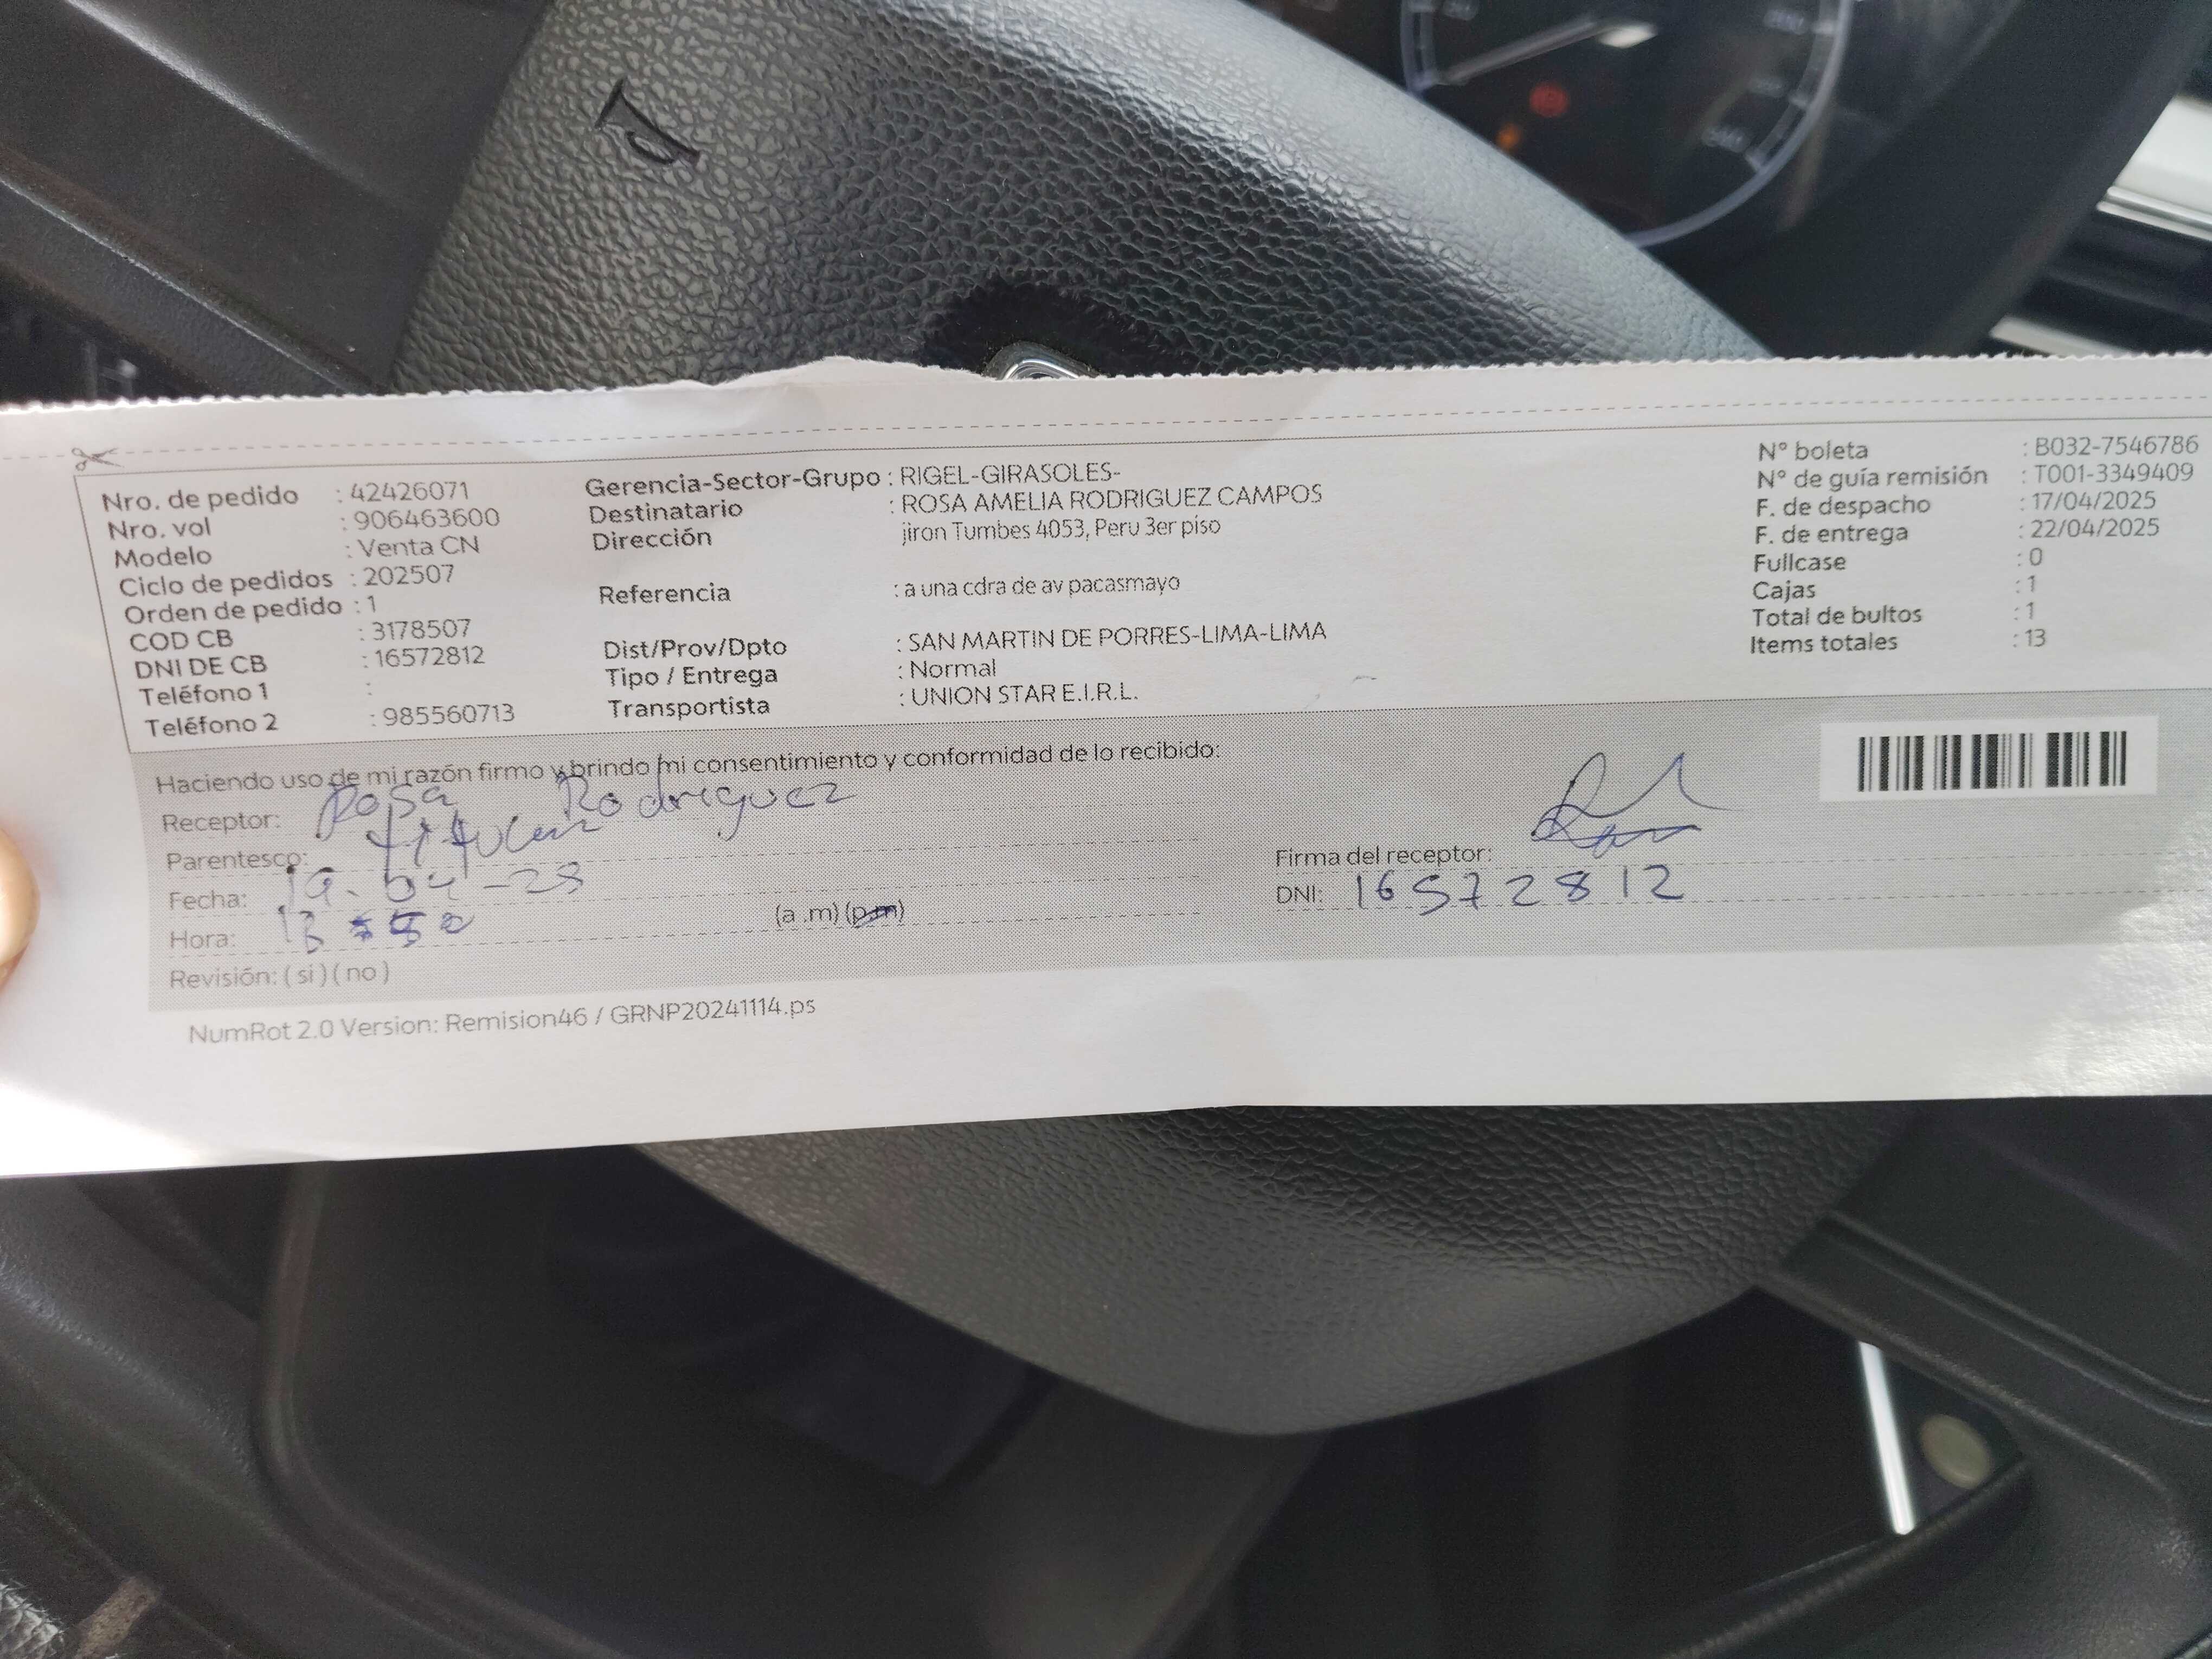 Nro. de pedido : 42426071
Nro. vol : 906463600
Modelo : Venta CN
Ciclo de pedidos : 202507
Orden de pedido : 1
COD CB : 3178507
DNI DE CB : 16572812
Teléfono 1 :
Teléfono 2 : 985560713
Gerencia-Sector-Grupo : RIGEL-GIRASOLES-
Destinatario : ROSA AMELIA RODRIGUEZ CAMPOS
Dirección jiron Tumbes 4053, Peru 3er piso
Referencia : a una cdra de av pacasmayo
Dist/Prov/Dpto : SAN MARTIN DE PORRES-LIMA-LIMA
Tipo / Entrega : Normal
Transportista : UNION STAR E.I.R.L.
N° boleta : B032-7546786
N° de guía remisión : T001-3349409
F. de despacho : 17/04/2025
F. de entrega : 22/04/2025
Fullcase : 0
Cajas : 1
Total de bultos : 1
Items totales : 13
Haciendo uso de mi razón firmo y brindo mi consentimiento y conformidad de lo recibido:
Receptor: Rosa Rodriguez
Parentesco:
Fecha: 19-04-25
Hora: (a .m) (p.m)
Revisión: ( si ) ( no )
Firma del receptor:
DNI: 16572812
NumRot 2.0 Version: Remision46 / GRNP20241114.ps